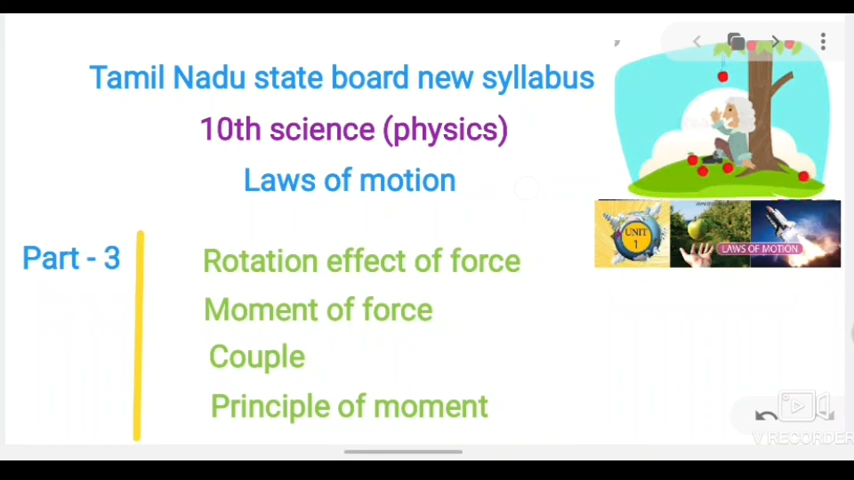 Tamil Nadu state board new syllabus
10th science (physics)
Laws of motion
UNIT
1
LAWS OF MOTION
Part - 3
Rotation effect of force
Moment of force
Couple
Principle of moment
V RECORDER